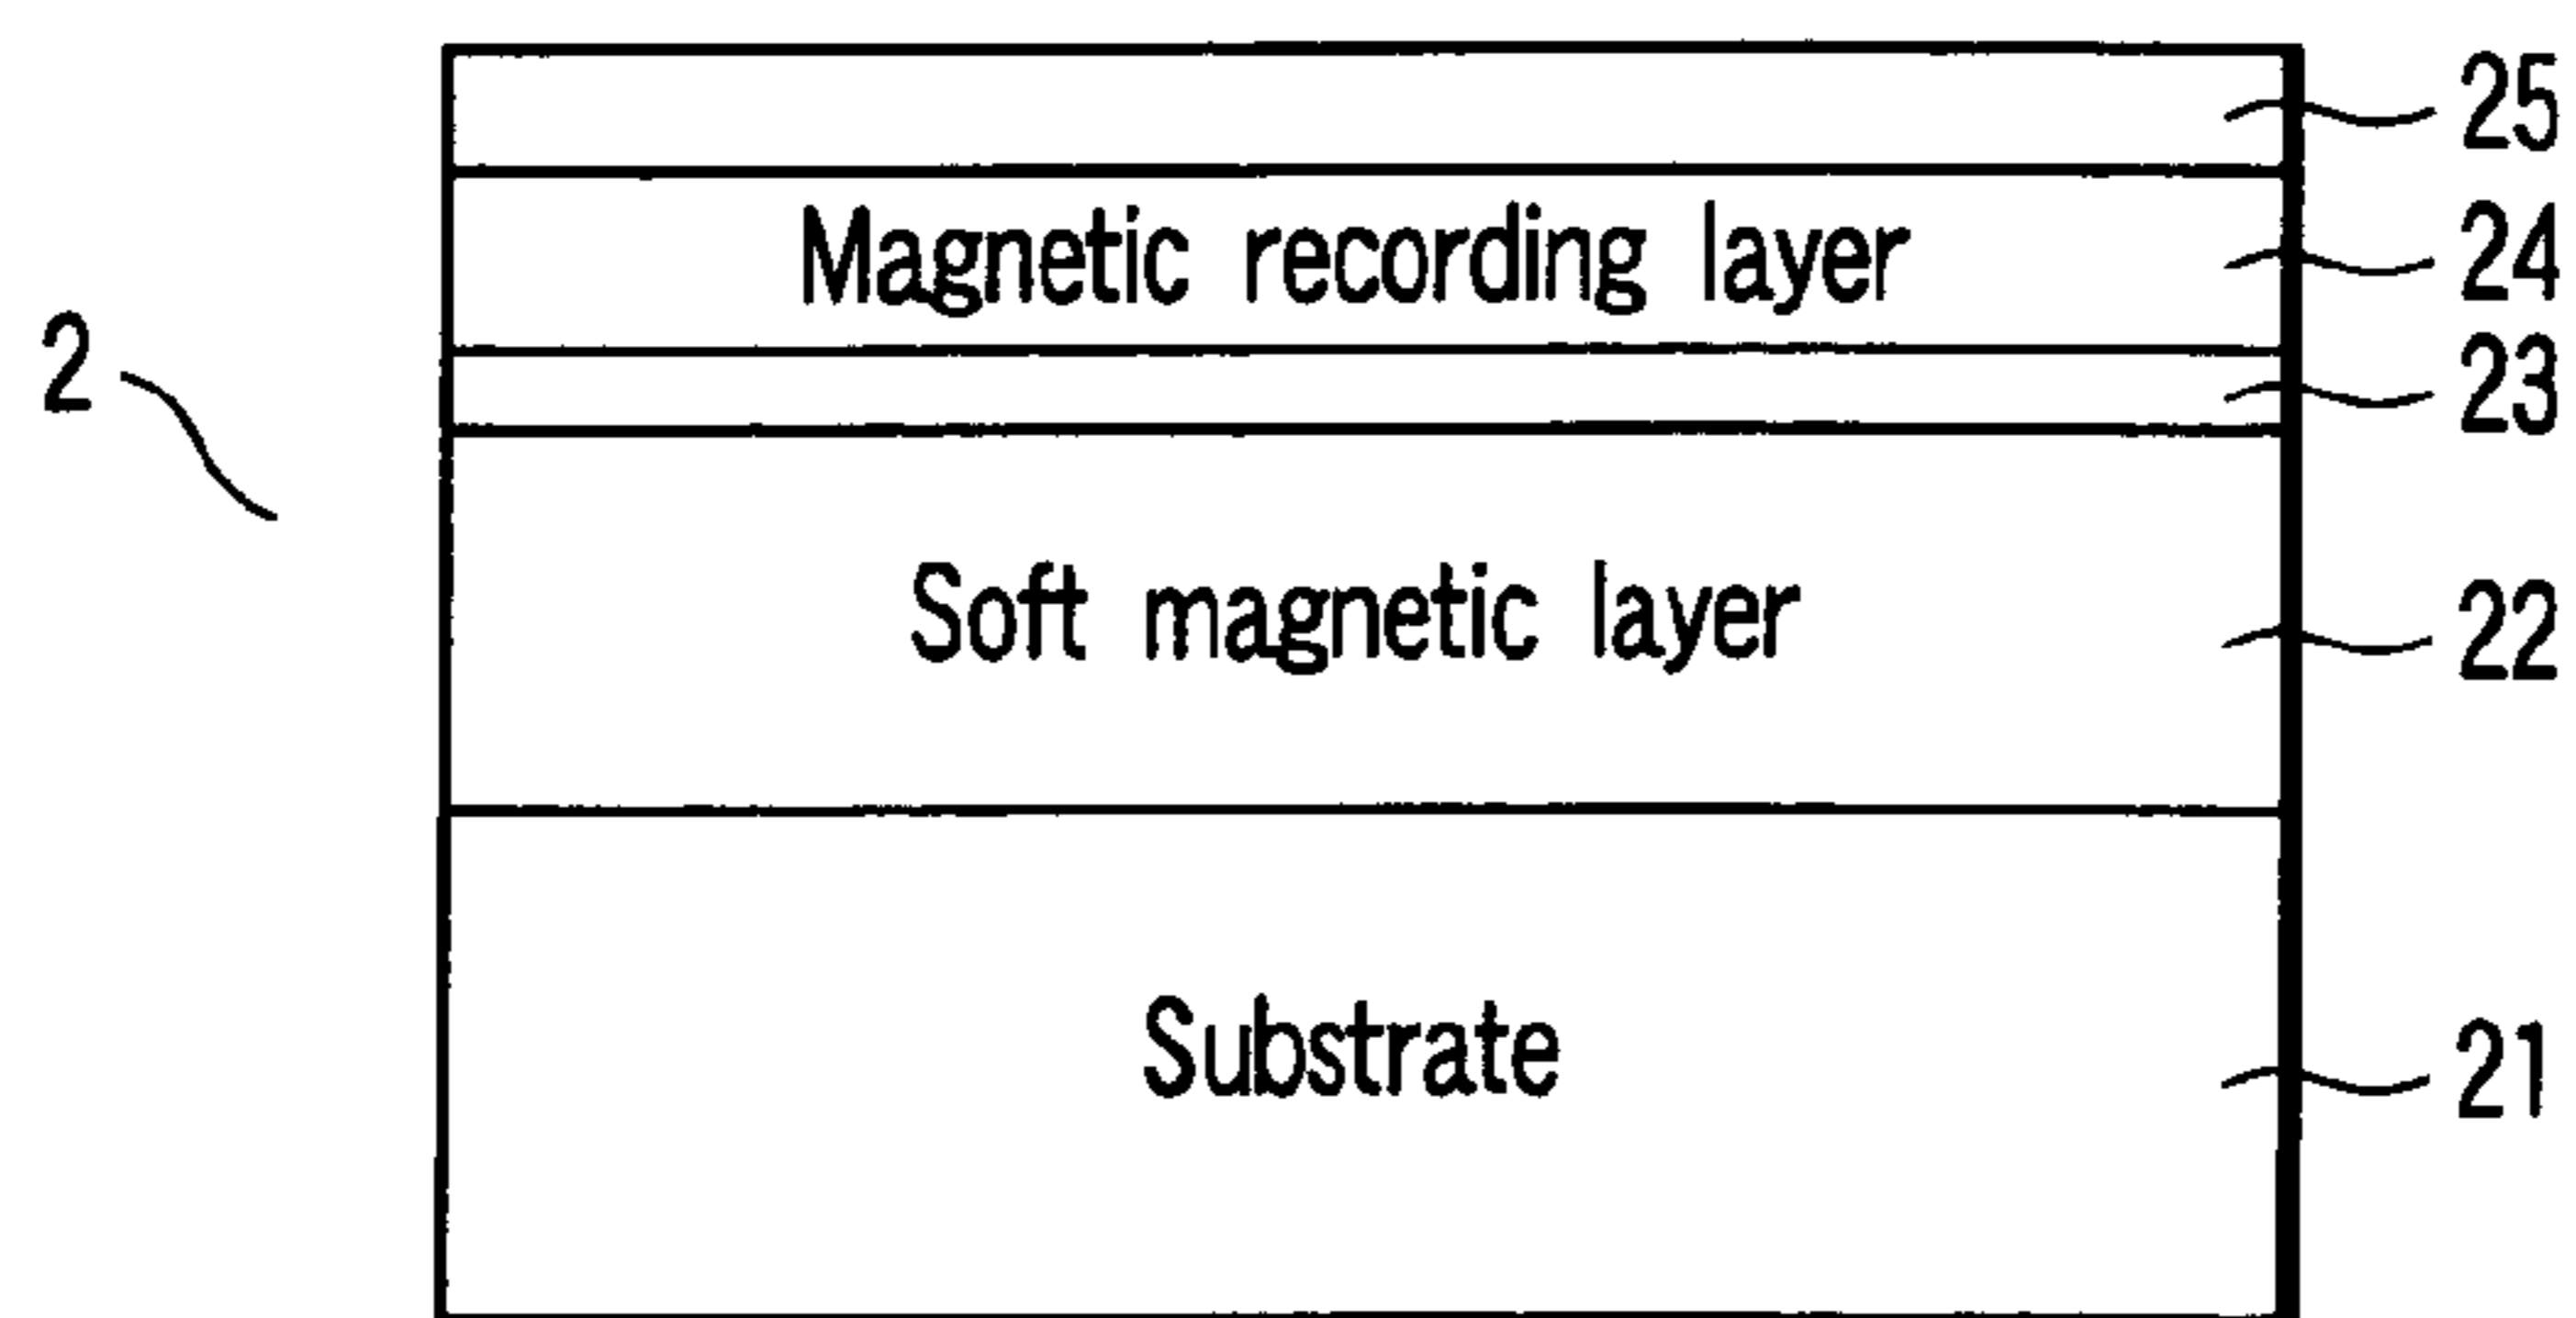 25
Magnetic recording layer 24
2
23
Soft magnetic layer 22
Substrate 21